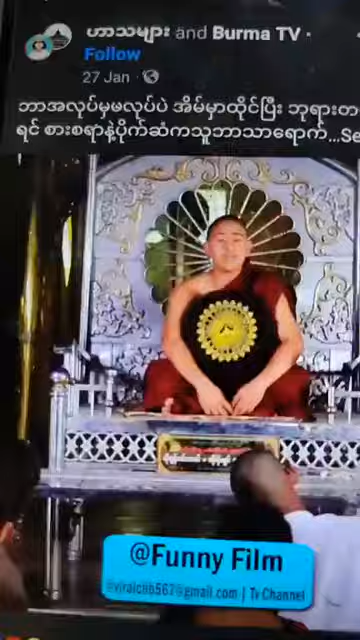 ဟာသများ and Burma TV ·
Follow
27 Jan ·
ဘာအလုပ်မှမလုပ်ပဲ အိမ်မှာထိုင်ပြီး ဘုရားတ
ရင် စားစရာနဲ့ပိုက်ဆံကသူဘာသာရောက်...Se
@Funny Film
@viralcbb567@gmail.com | Tv Channel